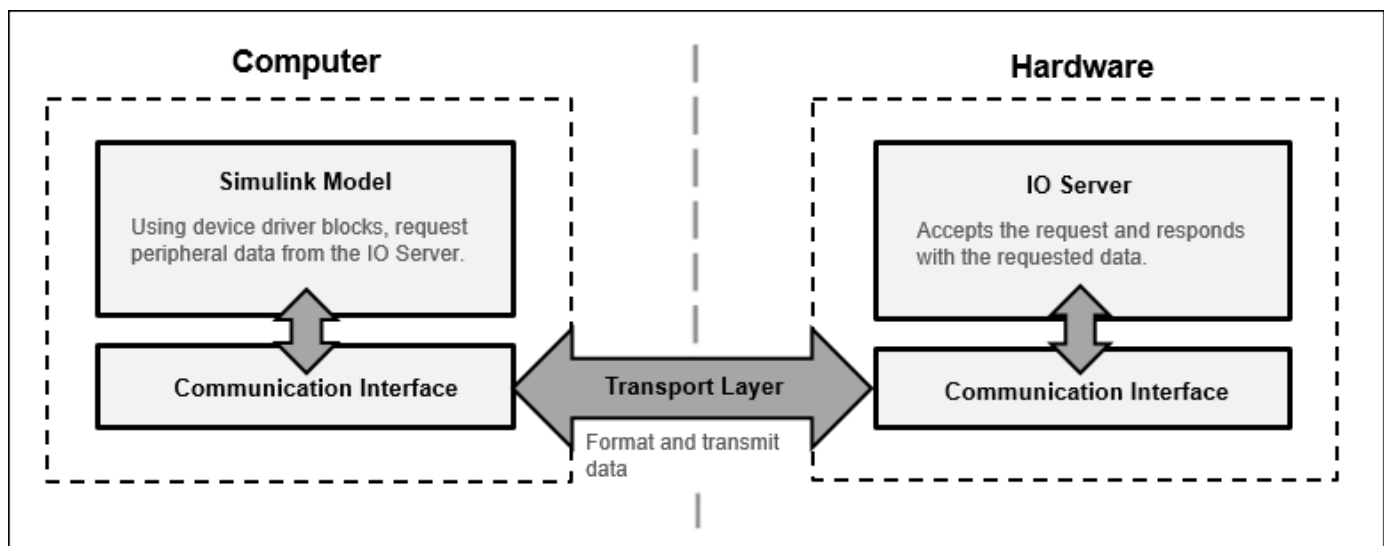 Computer
Hardware
Simulink Model
Using device driver blocks, request
peripheral data from the IO Server.
IO Server
Accepts the request and responds
with the requested data.
Communication Interface
Transport Layer
Communication Interface
Format and transmit
data